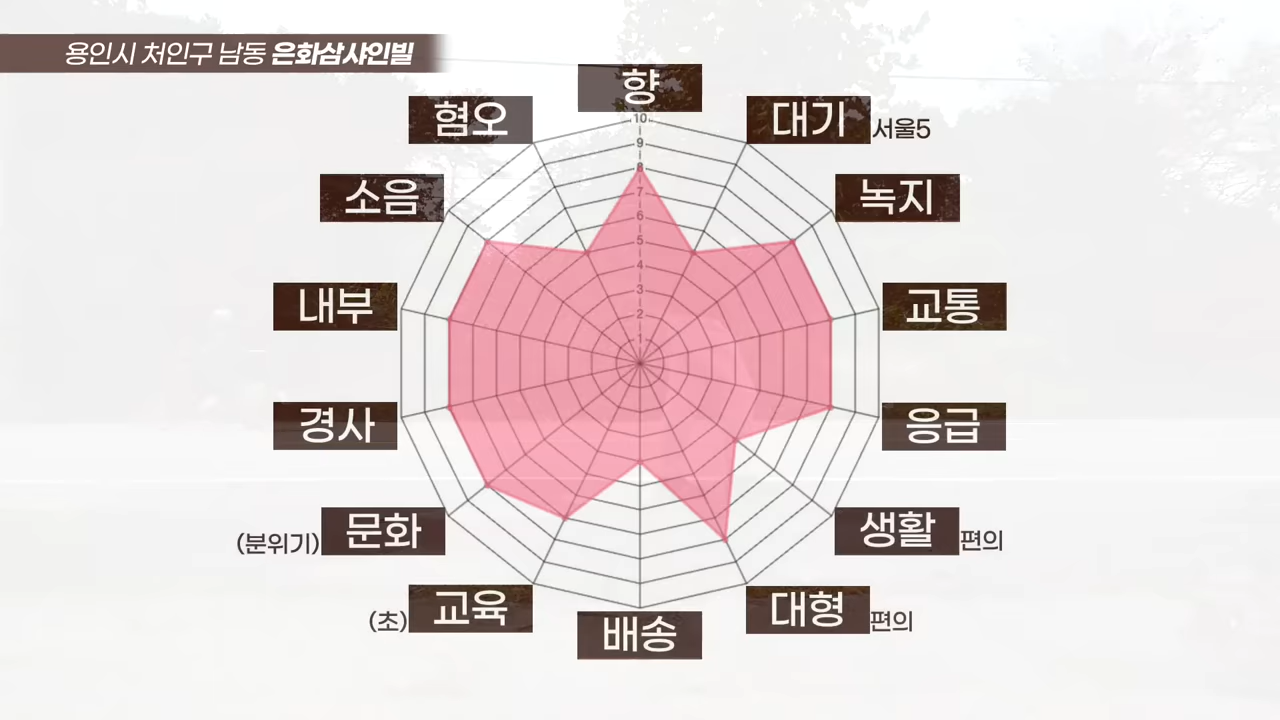 용인시 처인구 남동 은화삼샤인빌
향
혐오
대기 서울5
소음
녹지
내부
교통
경사
응급
(분위기) 문화
생활 편의
(초) 교육
대형 편의
배송
10
9
8
7
6
5
4
3
2
1